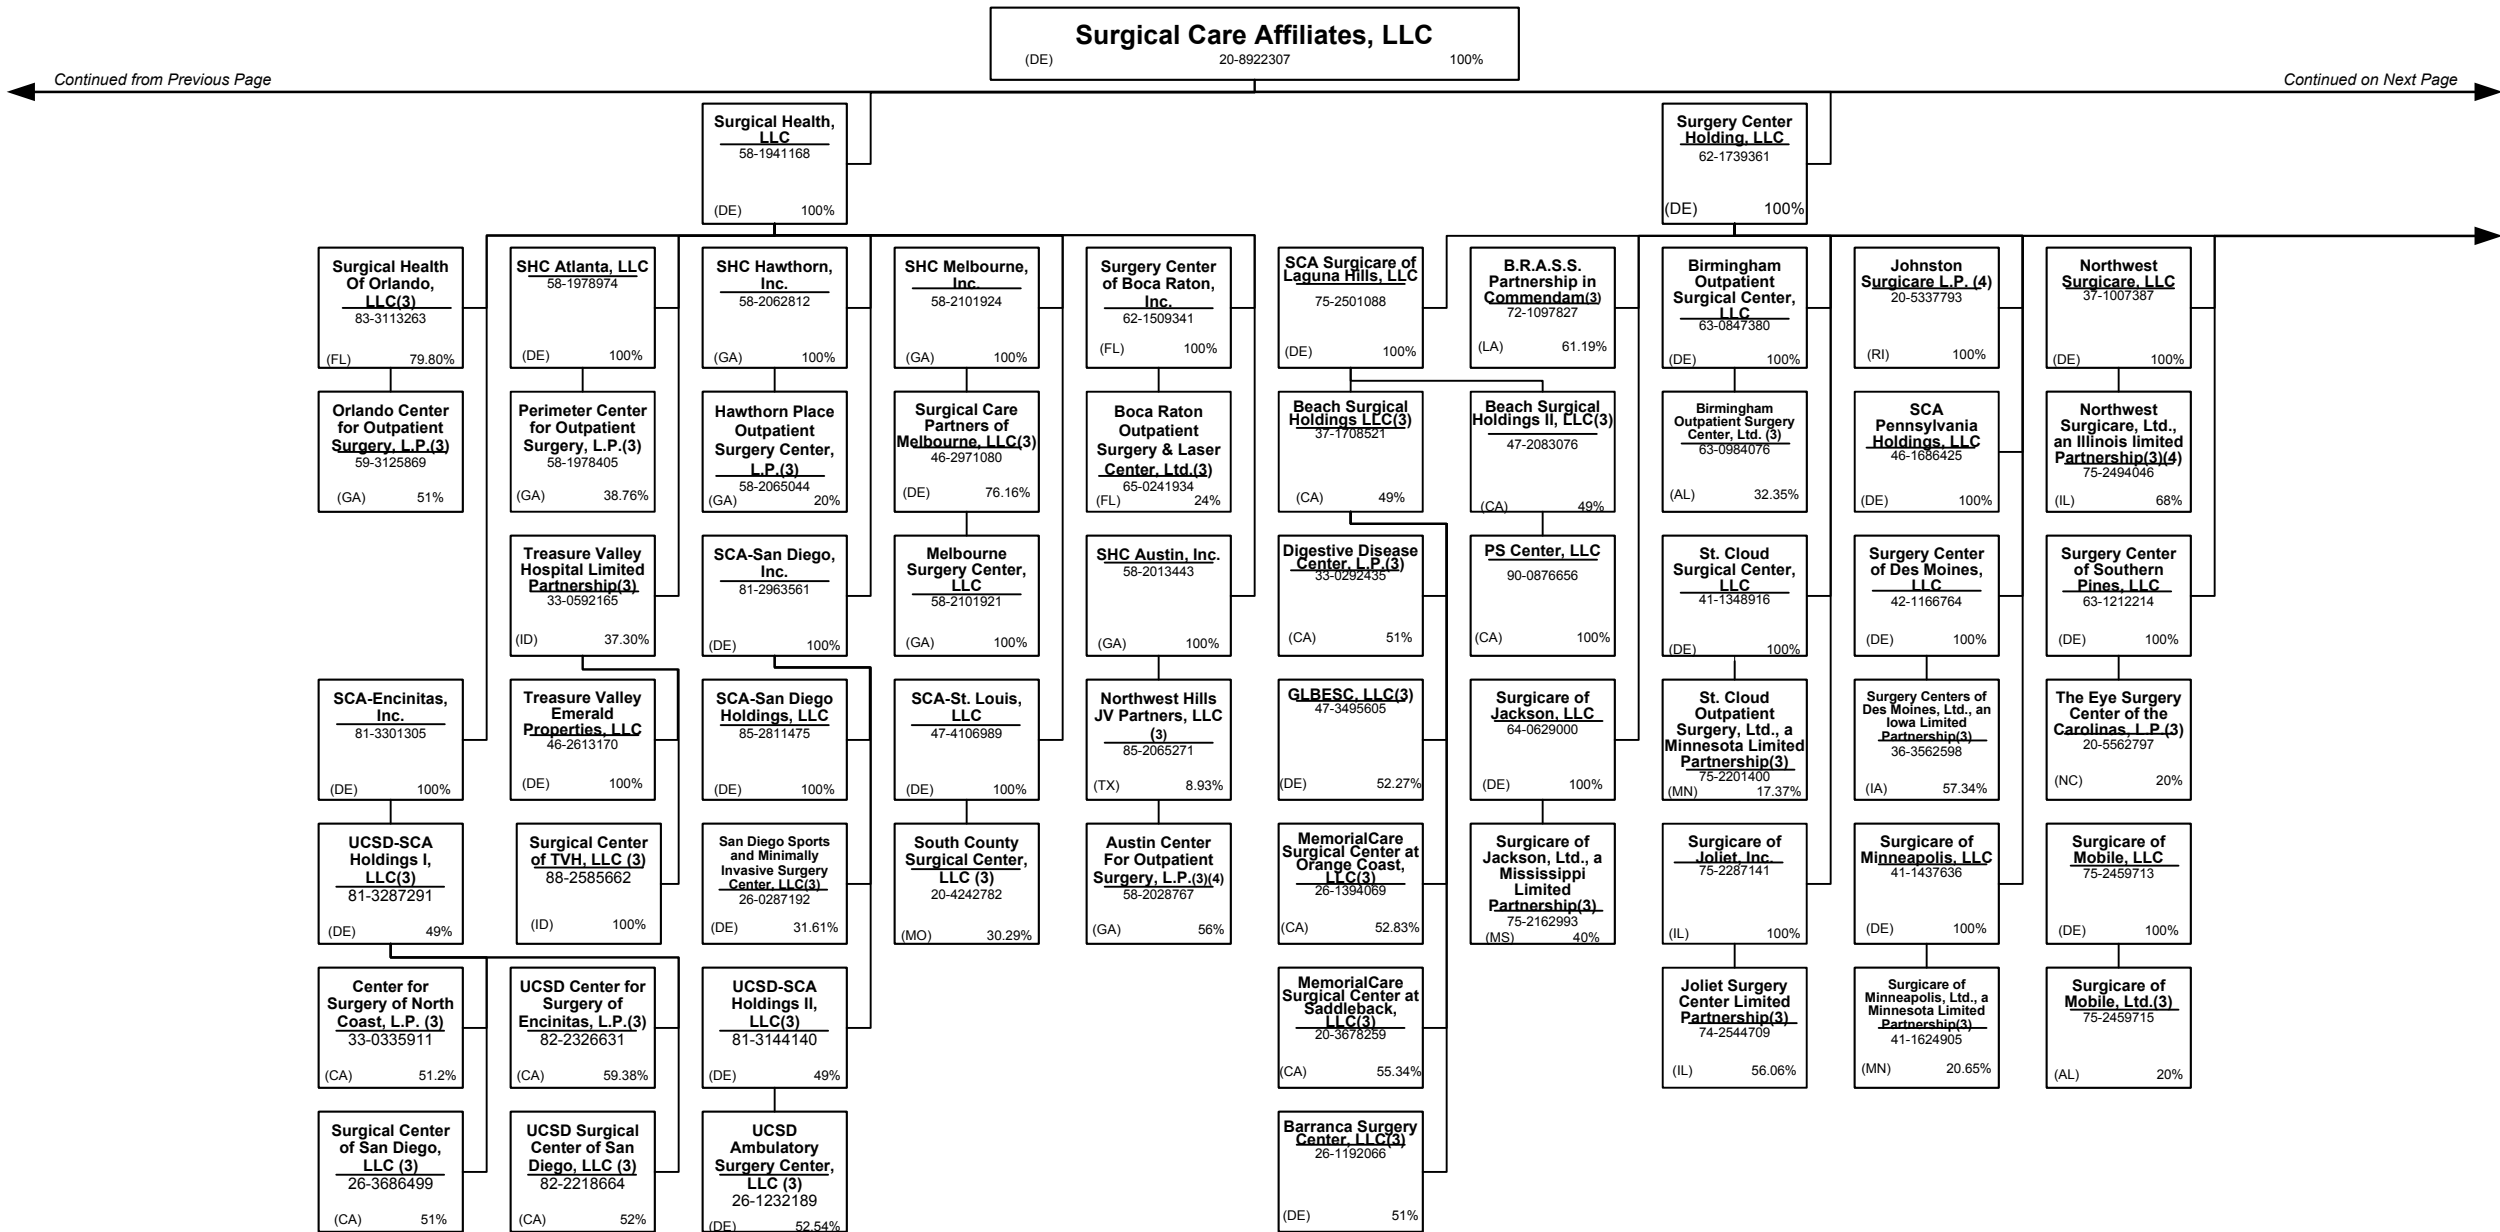 Surgical Care Affiliates, LLC
(DE) 20-8922307 100%
Continued from Previous Page
Continued on Next Page
Surgical Health,
LLC
58-1941168
(DE) 100%
Surgery Center
Holding, LLC
62-1739361
(DE) 100%
Surgical Health
Of Orlando,
LLC(3)
83-3113263
(FL) 79.80%
SHC Atlanta, LLC
58-1978974
(DE) 100%
SHC Hawthorn,
Inc.
58-2062812
(GA) 100%
SHC Melbourne,
Inc.
58-2101924
(GA) 100%
Surgery Center
of Boca Raton,
Inc.
62-1509341
(FL) 100%
SCA Surgicare of
Laguna Hills, LLC
75-2501088
(DE) 100%
B.R.A.S.S.
Partnership in
Commendam(3)
72-1097827
(LA) 61.19%
Birmingham
Outpatient
Surgical Center,
LLC
63-0847380
(DE) 100%
Johnston
Surgicare L.P. (4)
20-5337793
(RI) 100%
Northwest
Surgicare, LLC
37-1007387
(DE) 100%
Orlando Center
for Outpatient
Surgery, L.P.(3)
59-3125869
(GA) 51%
Perimeter Center
for Outpatient
Surgery, L.P.(3)
58-1978405
(GA) 38.76%
Hawthorn Place
Outpatient
Surgery Center,
L.P.(3)
58-2065044
(GA) 20%
Surgical Care
Partners of
Melbourne, LLC(3)
46-2971080
(DE) 76.16%
Boca Raton
Outpatient
Surgery & Laser
Center, Ltd.(3)
65-0241934
(FL) 24%
Beach Surgical
Holdings LLC(3)
37-1708521
(CA) 49%
Beach Surgical
Holdings II, LLC(3)
47-2083076
(CA) 49%
Birmingham
Outpatient Surgery
Center, Ltd. (3)
63-0984076
(AL) 32.35%
SCA
Pennsylvania
Holdings, LLC
46-1686425
(DE) 100%
Northwest
Surgicare, Ltd.,
an Illinois limited
Partnership(3)(4)
75-2494046
(IL) 68%
Treasure Valley
Hospital Limited
Partnership(3)
33-0592165
(ID) 37.30%
SCA-San Diego,
Inc.
81-2963561
(DE) 100%
Melbourne
Surgery Center,
LLC
58-2101921
(GA) 100%
SHC Austin, Inc.
58-2013443
(GA) 100%
Digestive Disease
Center, L.P.(3)
33-0292435
(CA) 51%
PS Center, LLC
90-0876656
(CA) 100%
St. Cloud
Surgical Center,
LLC
41-1348916
(DE) 100%
Surgery Center
of Des Moines,
LLC
42-1166764
(DE) 100%
Surgery Center
of Southern
Pines, LLC
63-1212214
(DE) 100%
SCA-Encinitas,
Inc.
81-3301305
(DE) 100%
Treasure Valley
Emerald
Properties, LLC
46-2613170
(DE) 100%
SCA-San Diego
Holdings, LLC
85-2811475
(DE) 100%
SCA-St. Louis,
LLC
47-4106989
(DE) 100%
Northwest Hills
JV Partners, LLC
(3)
85-2065271
(TX) 8.93%
GLBESC, LLC(3)
47-3495605
(DE) 52.27%
Surgicare of
Jackson, LLC
64-0629000
(DE) 100%
St. Cloud
Outpatient
Surgery, Ltd., a
Minnesota Limited
Partnership(3)
75-2201400
(MN) 17.37%
Surgery Centers of
Des Moines, Ltd., an
Iowa Limited
Partnership(3)
36-3562598
(IA) 57.34%
The Eye Surgery
Center of the
Carolinas, L.P.(3)
20-5562797
(NC) 20%
UCSD-SCA
Holdings I,
LLC(3)
81-3287291
(DE) 49%
Surgical Center
of TVH, LLC (3)
88-2585662
(ID) 100%
San Diego Sports
and Minimally
Invasive Surgery
Center, LLC(3)
26-0287192
(DE) 31.61%
South County
Surgical Center,
LLC (3)
20-4242782
(MO) 30.29%
Austin Center
For Outpatient
Surgery, L.P.(3)(4)
58-2028767
(GA) 56%
MemorialCare
Surgical Center at
Orange Coast,
LLC(3)
26-1394069
(CA) 52.83%
Surgicare of
Jackson, Ltd., a
Mississippi
Limited
Partnership(3)
75-2162993
(MS) 40%
Surgicare of
Joliet, Inc.
75-2287141
(IL) 100%
Surgicare of
Minneapolis, LLC
41-1437636
(DE) 100%
Surgicare of
Mobile, LLC
75-2459713
(DE) 100%
Center for
Surgery of North
Coast, L.P. (3)
33-0335911
(CA) 51.2%
UCSD Center for
Surgery of
Encinitas, L.P.(3)
82-2326631
(CA) 59.38%
UCSD-SCA
Holdings II,
LLC(3)
81-3144140
(DE) 49%
MemorialCare
Surgical Center at
Saddleback,
LLC(3)
20-3678259
(CA) 55.34%
Joliet Surgery
Center Limited
Partnership(3)
74-2544709
(IL) 56.06%
Surgicare of
Minneapolis, Ltd., a
Minnesota Limited
Partnership(3)
41-1624905
(MN) 20.65%
Surgicare of
Mobile, Ltd.(3)
75-2459715
(AL) 20%
Surgical Center
of San Diego,
LLC (3)
26-3686499
(CA) 51%
UCSD Surgical
Center of San
Diego, LLC (3)
82-2218664
(CA) 52%
UCSD
Ambulatory
Surgery Center,
LLC (3)
26-1232189
(DE) 52.54%
Barranca Surgery
Center, LLC(3)
26-1192066
(DE) 51%